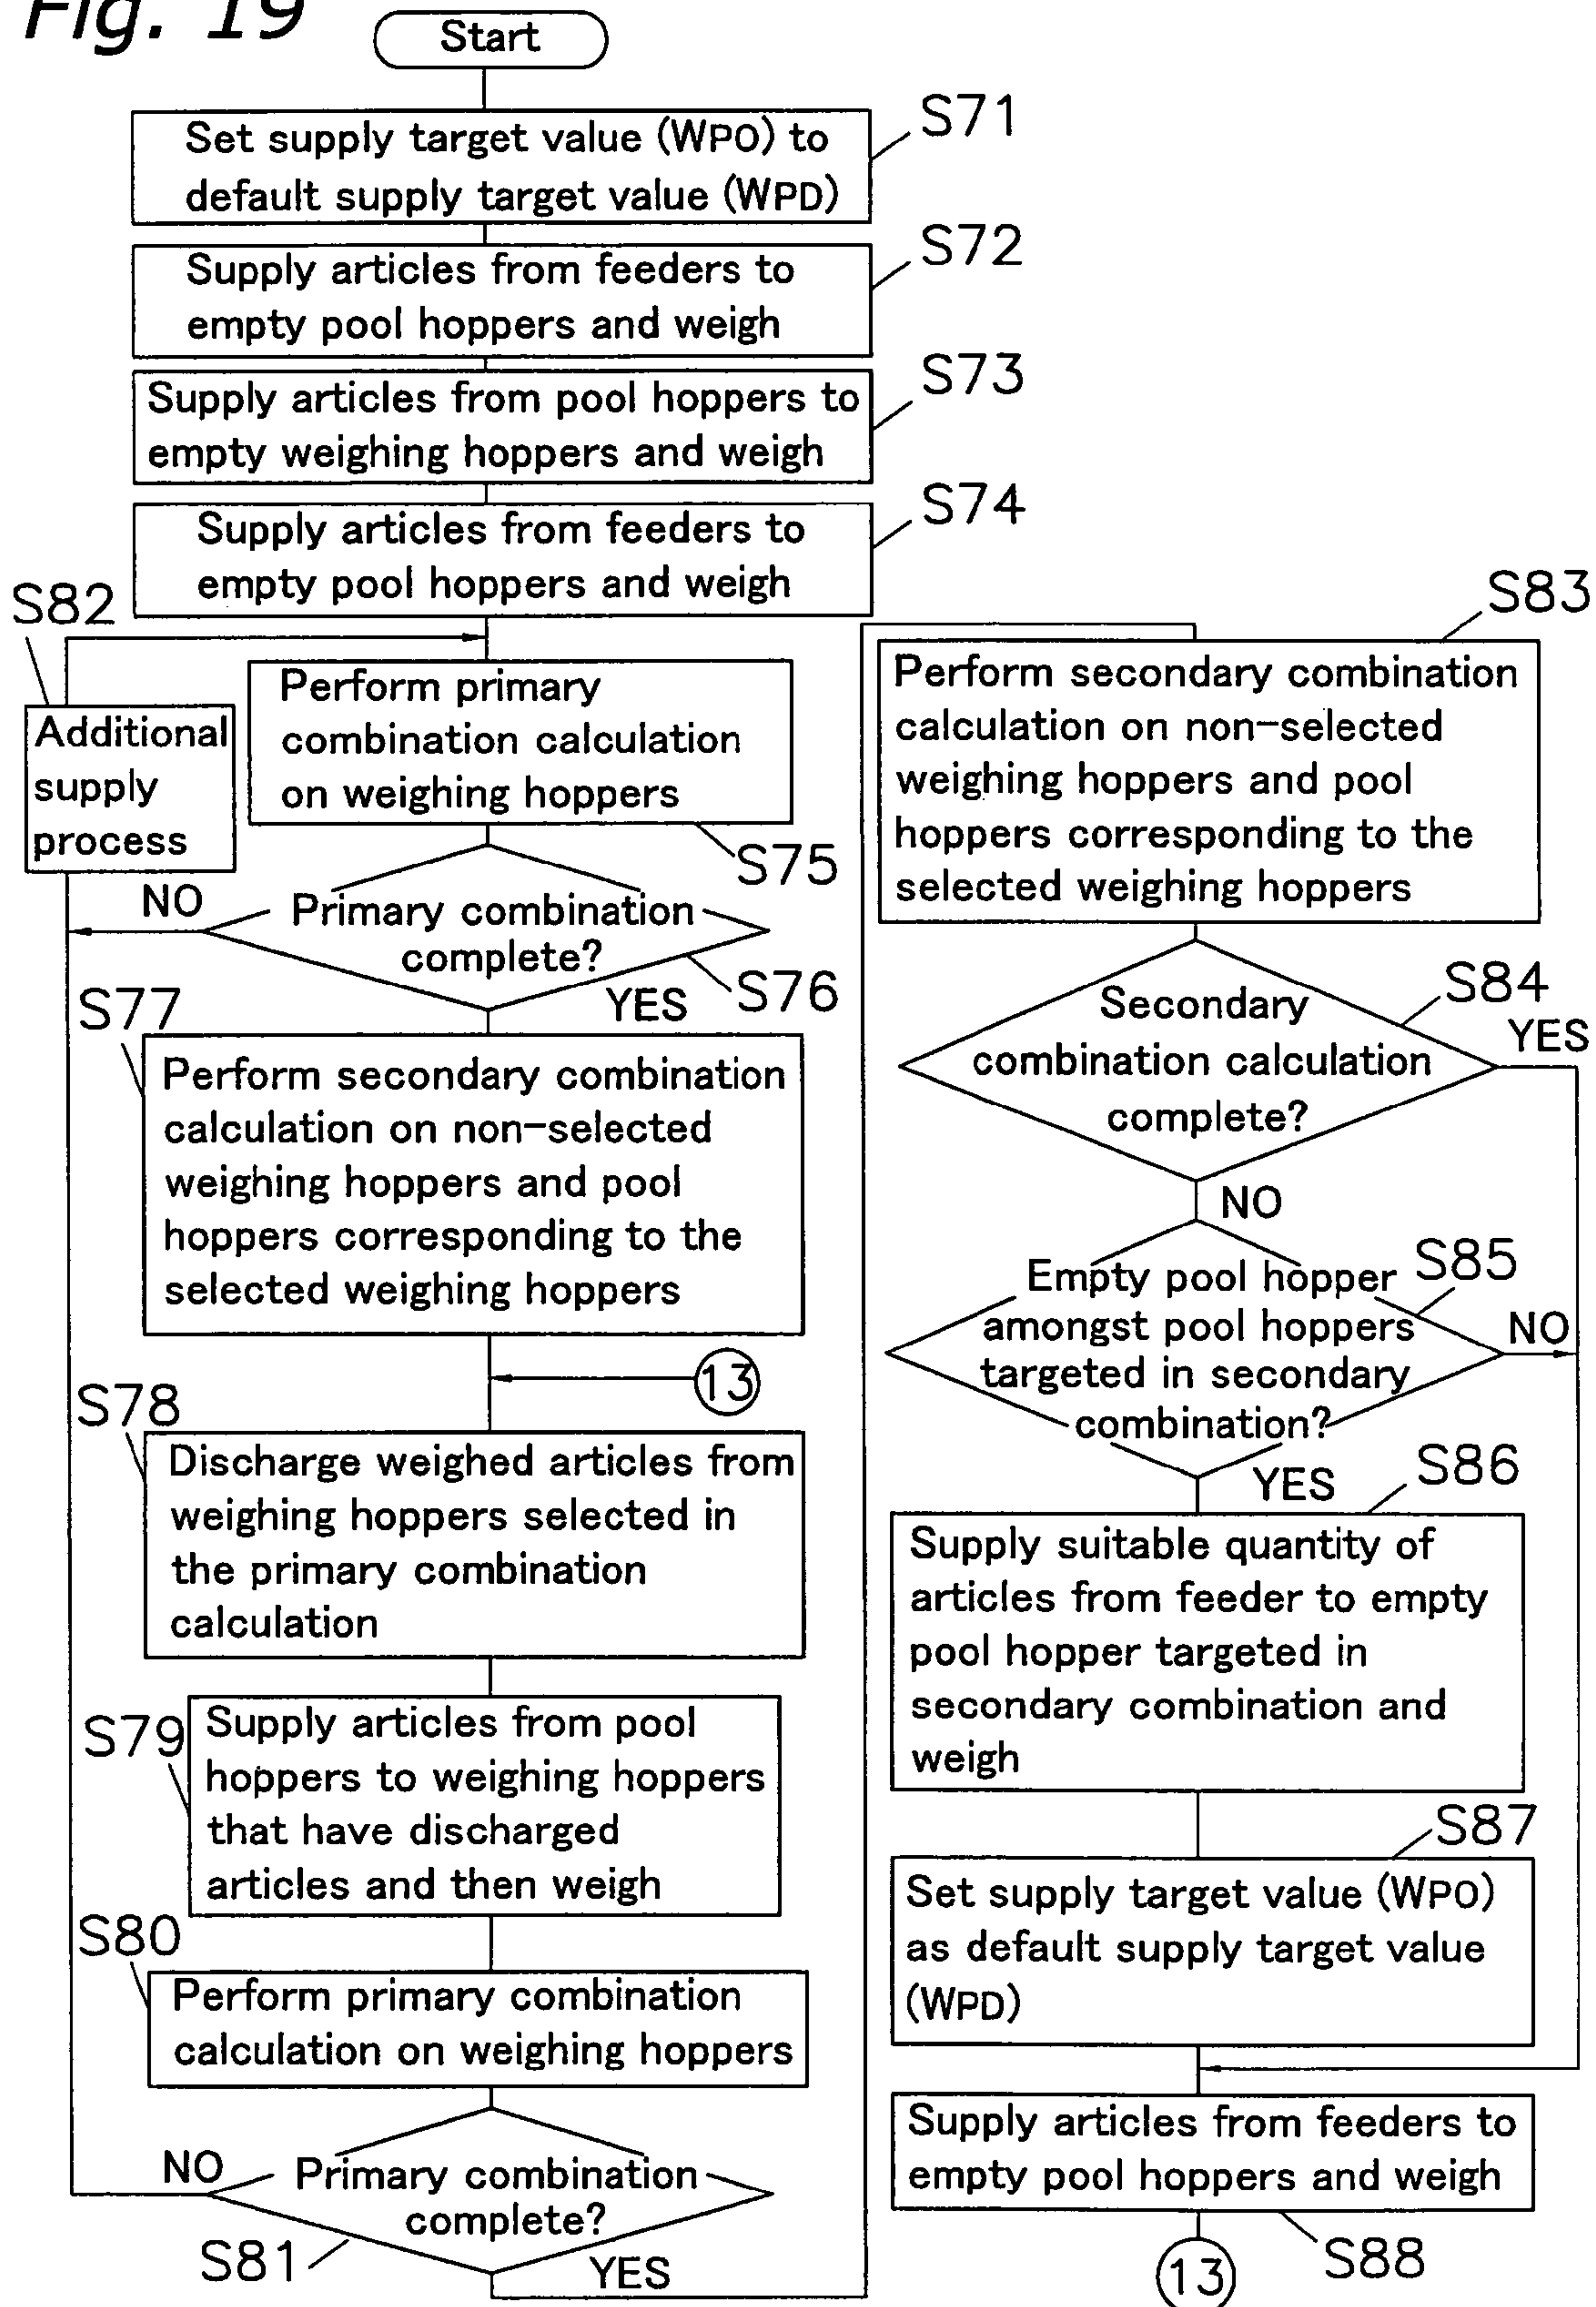 Fig. 19
Start
S71
Set supply target value (WPO) to
default supply target value (WPD)
S72
Supply articles from feeders to
empty pool hoppers and weigh
S73
Supply articles from pool hoppers to
empty weighing hoppers and weigh
S74
Supply articles from feeders to
empty pool hoppers and weigh
S82
Additional
supply
process
Perform primary
combination calculation
on weighing hoppers
S75
NO
Primary combination
complete?
S76
YES
S77
Perform secondary combination
calculation on non-selected
weighing hoppers and pool
hoppers corresponding to the
selected weighing hoppers
13
S78
Discharge weighed articles from
weighing hoppers selected in
the primary combination
calculation
S79
Supply articles from pool
hoppers to weighing hoppers
that have discharged
articles and then weigh
S80
Perform primary combination
calculation on weighing hoppers
NO
Primary combination
complete?
S81
YES
S83
Perform secondary combination
calculation on non-selected
weighing hoppers and pool
hoppers corresponding to the
selected weighing hoppers
S84
Secondary
combination calculation
complete?
YES
NO
S85
Empty pool hopper
amongst pool hoppers
targeted in secondary
combination?
NO
YES
S86
Supply suitable quantity of
articles from feeder to empty
pool hopper targeted in
secondary combination and
weigh
S87
Set supply target value (WPO)
as default supply target value
(WPD)
Supply articles from feeders to
empty pool hoppers and weigh
S88
13